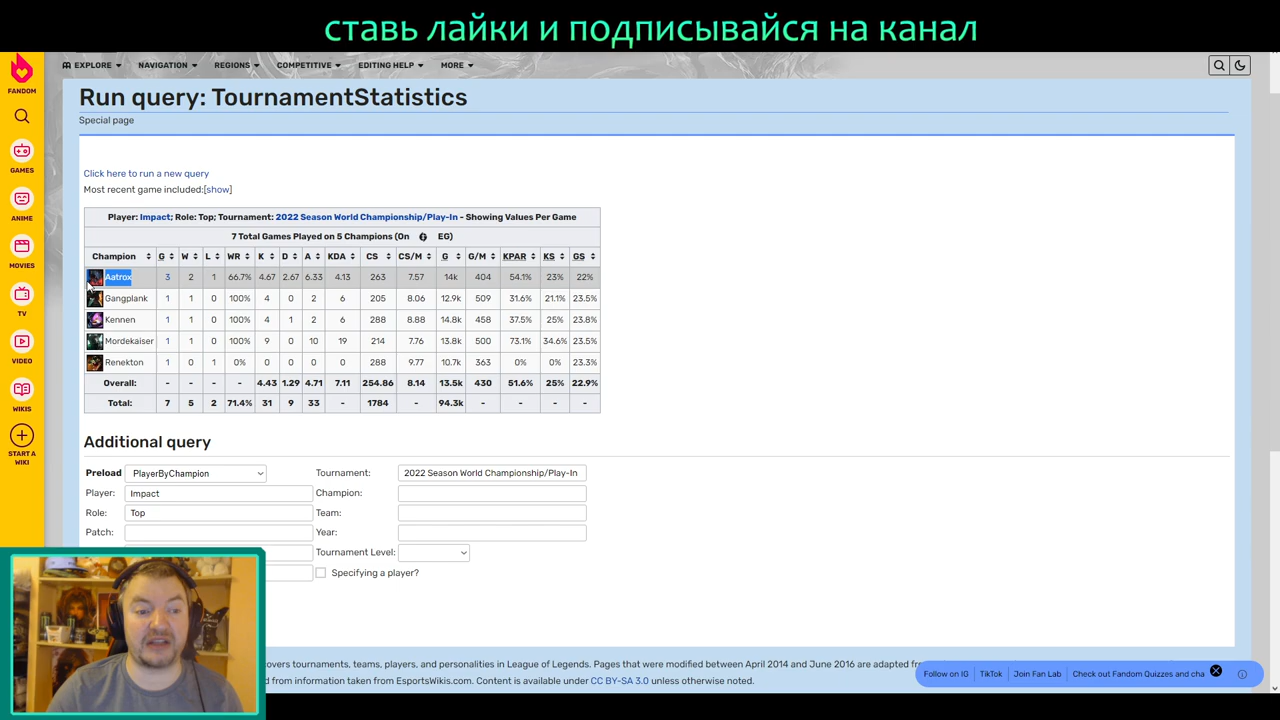 ставь лайки и подписывайся на канал
FANDOM
EXPLORE NAVIGATION REGIONS COMPETITIVE EDITING HELP MORE
GAMES
ANIME
MOVIES
TV
VIDEO
WIKIS
START A WIKI
Run query: TournamentStatistics
Special page
Click here to run a new query
Most recent game included:[show]
Player: Impact; Role: Top; Tournament: 2022 Season World Championship/Play-In - Showing Values Per Game
7 Total Games Played on 5 Champions (On EG)
Champion G W L WR K D A KDA CS CS/M G G/M KPAR KS GS
Aatrox 3 2 1 66.7% 4.67 2.67 6.33 4.13 263 7.57 14k 404 54.1% 23% 22%
Gangplank 1 1 0 100% 4 0 2 6 205 8.06 12.9k 509 31.6% 21.1% 23.5%
Kennen 1 1 0 100% 4 1 2 6 288 8.88 14.8k 458 37.5% 25% 23.8%
Mordekaiser 1 1 0 100% 9 0 10 19 214 7.76 13.8k 500 73.1% 34.6% 23.5%
Renekton 1 0 1 0% 0 0 0 0 288 9.77 10.7k 363 0% 0% 23.3%
Overall: - - - - 4.43 1.29 4.71 7.11 254.86 8.14 13.5k 430 51.6% 25% 22.9%
Total: 7 5 2 71.4% 31 9 33 - 1784 - 94.3k - - - -
Additional query
Preload PlayerByChampion Tournament: 2022 Season World Championship/Play-In
Player: Impact Champion:
Role: Top Team:
Patch: Year:
Tournament Level:
Specifying a player?
overs tournaments, teams, players, and personalities in League of Legends. Pages that were modified between April 2014 and June 2016 are adapted
d from information taken from EsportsWikis.com. Content is available under CC BY-SA 3.0 unless otherwise noted.
Follow on IG TikTok Join Fan Lab Check out Fandom Quizzes and cha